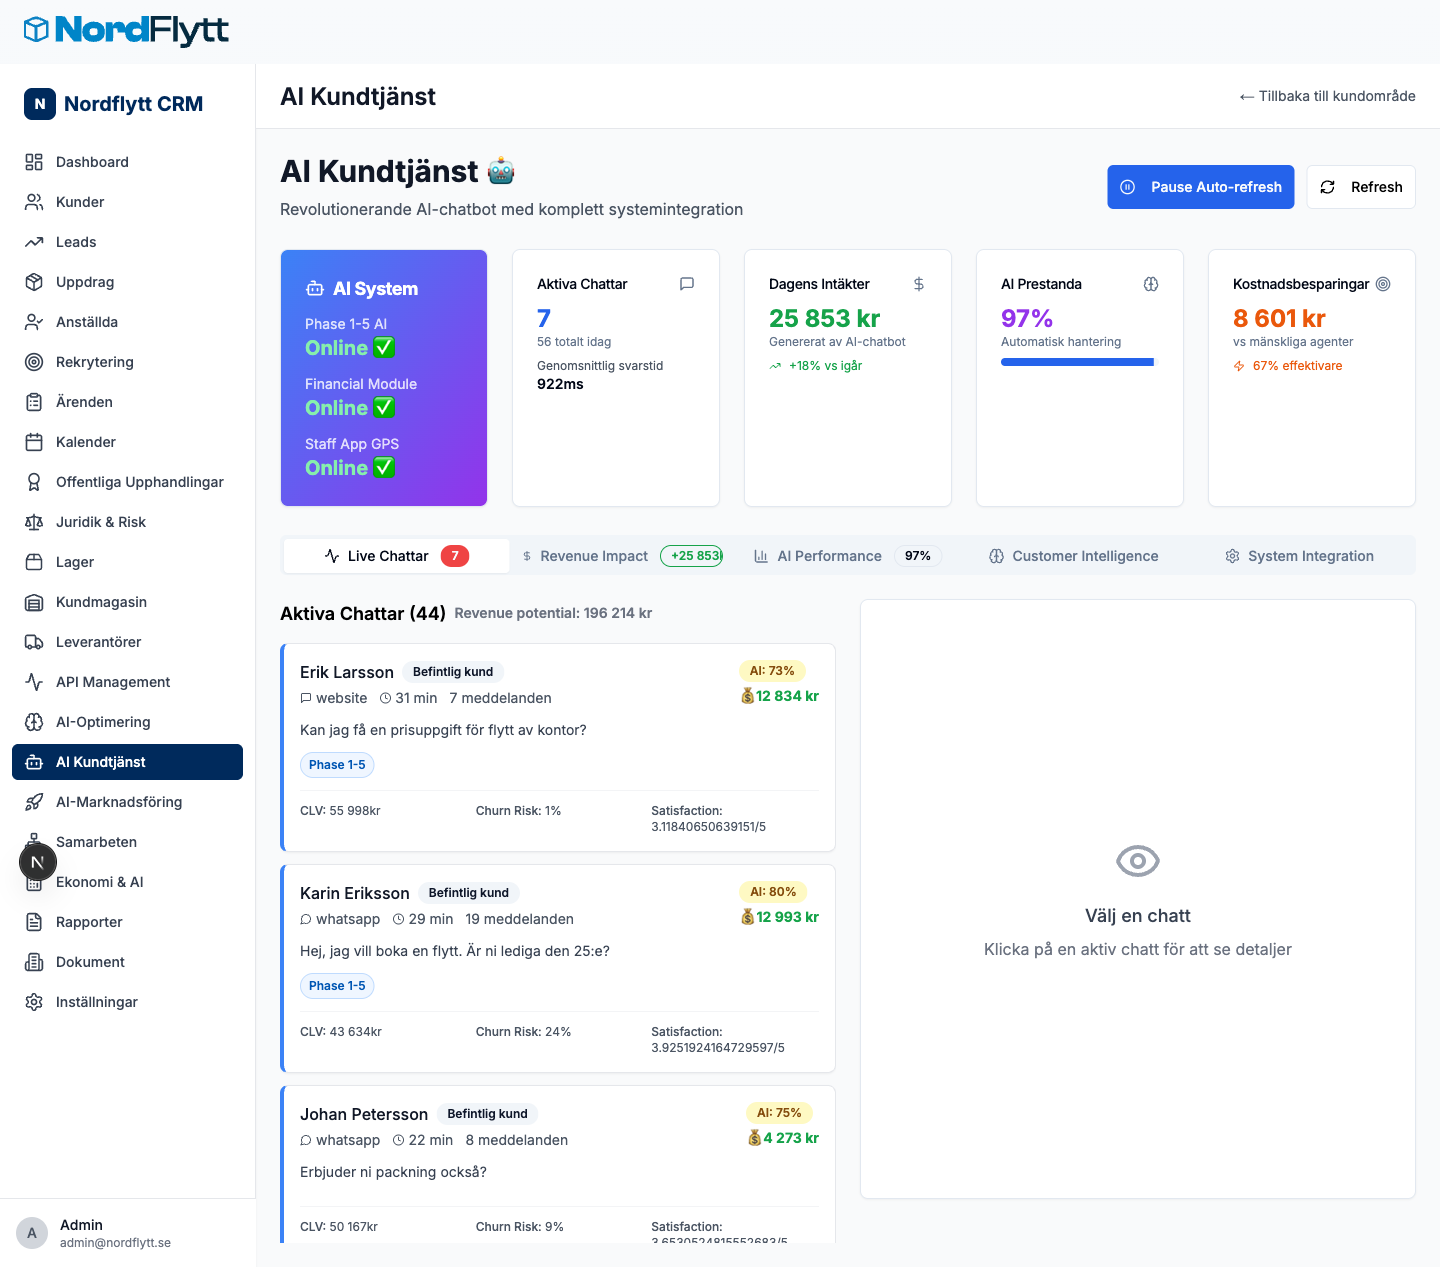 NordFlytt
N Nordflytt CRM
Dashboard
Kunder
Leads
Uppdrag
Anställda
Rekrytering
Ärenden
Kalender
Offentliga Upphandlingar
Juridik & Risk
Lager
Kundmagasin
Leverantörer
API Management
AI-Optimering
AI Kundtjänst
AI-Marknadsföring
Samarbeten
N
Ekonomi & AI
Rapporter
Dokument
Inställningar
A
Admin
admin@nordflytt.se
AI Kundtjänst
← Tillbaka till kundområde
AI Kundtjänst 🤖
Revolutionerande AI-chatbot med komplett systemintegration
Pause Auto-refresh
Refresh
AI System
Phase 1-5 AI
Online ✅
Financial Module
Online ✅
Staff App GPS
Online ✅
Aktiva Chattar
7
56 totalt idag
Genomsnittlig svarstid
922ms
Dagens Intäkter
25 853 kr
Genererat av AI-chatbot
+18% vs igår
AI Prestanda
97%
Automatisk hantering
Kostnadsbesparingar
8 601 kr
vs mänskliga agenter
67% effektivare
Live Chattar 7
Revenue Impact +25 853
AI Performance 97%
Customer Intelligence
System Integration
Aktiva Chattar (44) Revenue potential: 196 214 kr
Erik Larsson Befintlig kund AI: 73%
website 31 min 7 meddelanden 💰12 834 kr
Kan jag få en prisuppgift för flytt av kontor?
Phase 1-5
CLV: 55 998kr Churn Risk: 1% Satisfaction:
3.11840650639151/5
Karin Eriksson Befintlig kund AI: 80%
whatsapp 29 min 19 meddelanden 💰12 993 kr
Hej, jag vill boka en flytt. Är ni lediga den 25:e?
Phase 1-5
CLV: 43 634kr Churn Risk: 24% Satisfaction:
3.9251924164729597/5
Johan Petersson Befintlig kund AI: 75%
whatsapp 22 min 8 meddelanden 💰4 273 kr
Erbjuder ni packning också?
CLV: 50 167kr Churn Risk: 9% Satisfaction:
Välj en chatt
Klicka på en aktiv chatt för att se detaljer